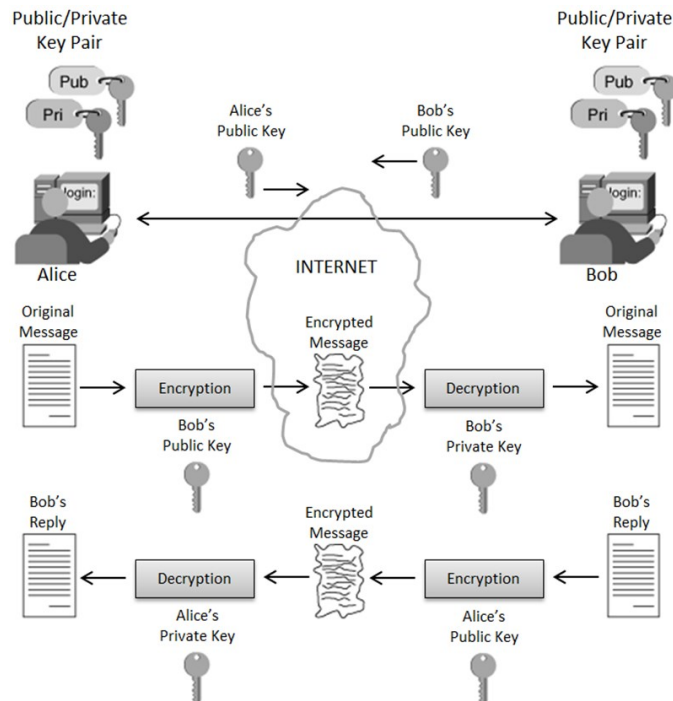 Public/Private
Key Pair
Pub
Pri
login:
Alice
Alice's
Public Key
Bob's
Public Key
Public/Private
Key Pair
Pub
Pri
login:
Bob
INTERNET
Original
Message
Encryption
Bob's
Public Key
Encrypted
Message
Decryption
Bob's
Private Key
Original
Message
Bob's
Reply
Decryption
Alice's
Private Key
Encrypted
Message
Encryption
Alice's
Public Key
Bob's
Reply